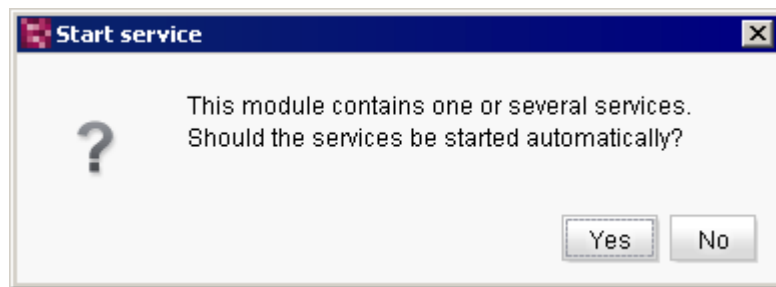 Start service
This module contains one or several services.
Should the services be started automatically?
Yes
No